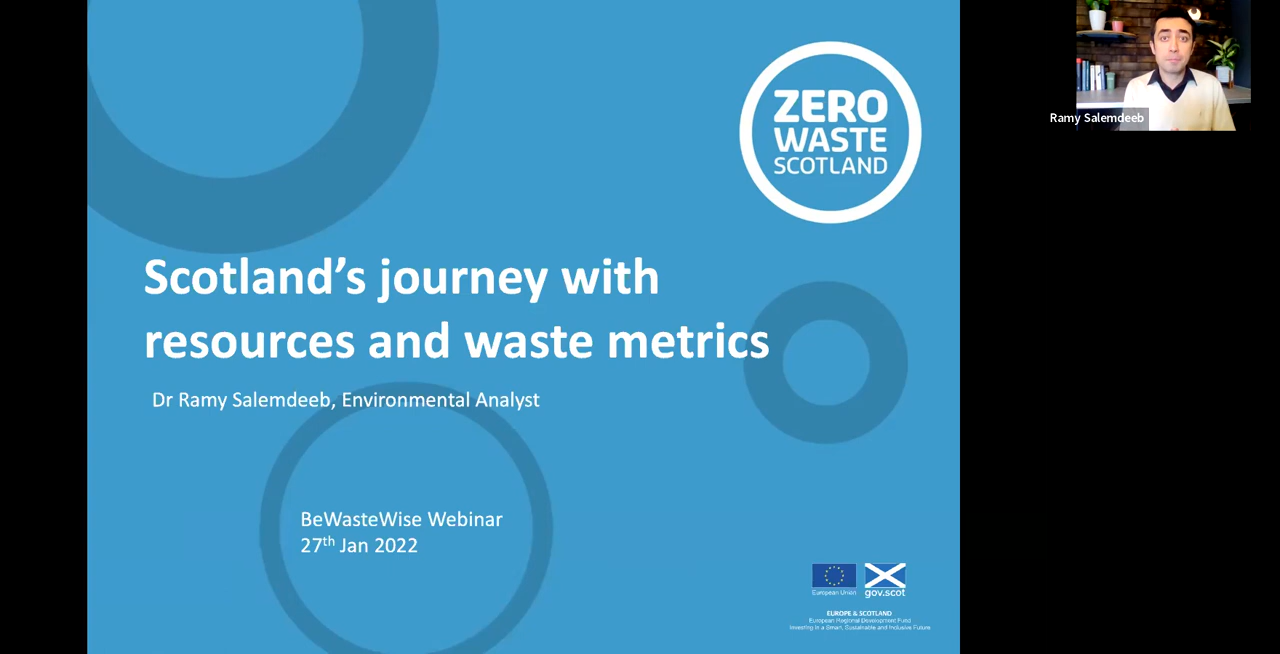 ZERO
WASTE
SCOTLAND
Ramy Salemdeeb
Scotland's journey with
resources and waste metrics
Dr Ramy Salemdeeb, Environmental Analyst
BeWasteWise Webinar
27th Jan 2022
European Union
gov.scot
EUROPE & SCOTLAND
European Regional Development Fund
Investing in a Smart, Sustainable and Inclusive Future